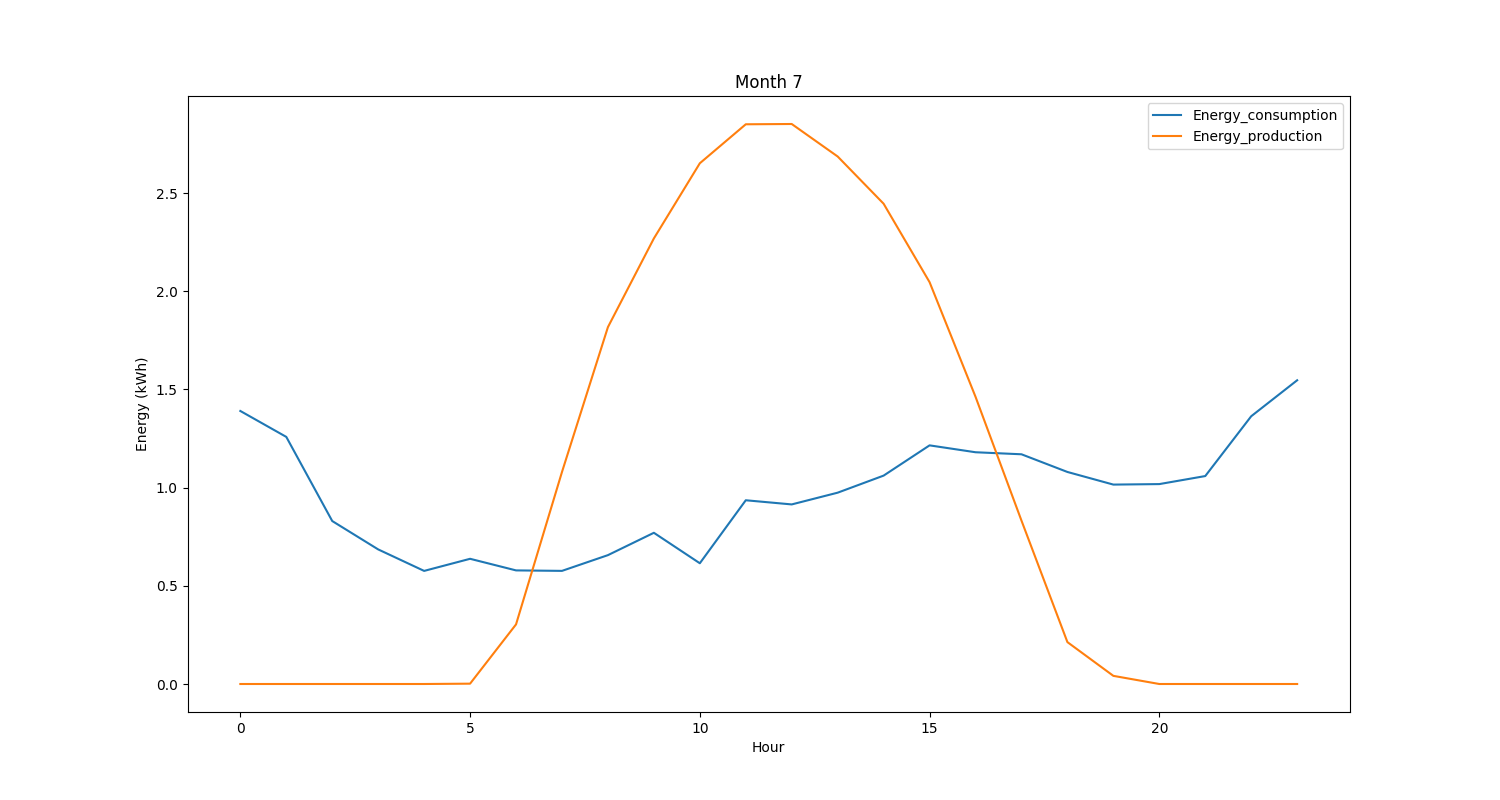 Month 7
Energy_consumption
Energy_production
Energy (kWh)
2.5
2.0
1.5
1.0
0.5
0.0
0 5 10 15 20
Hour